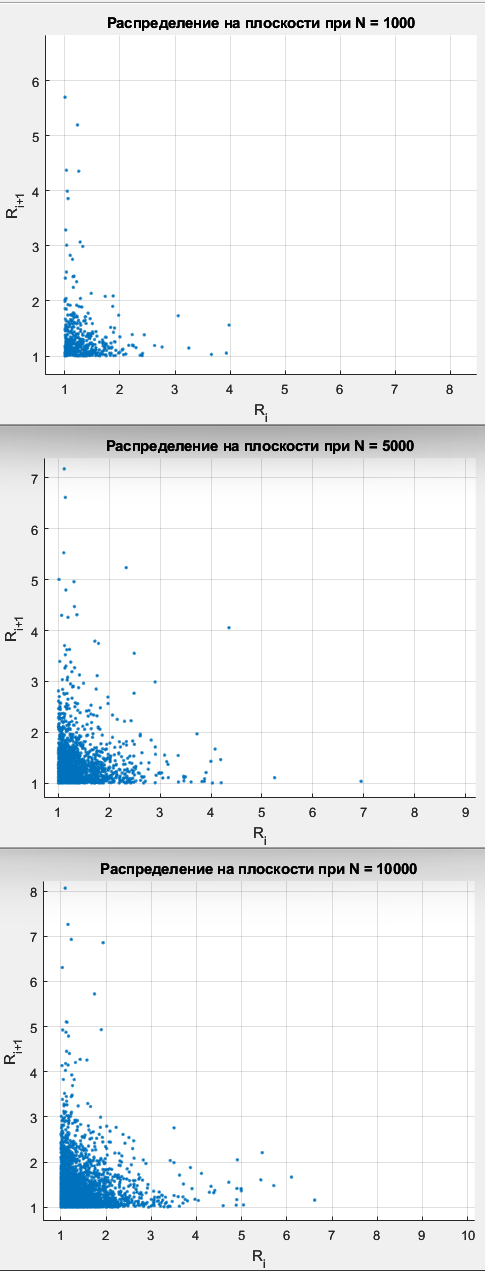 Распределение на плоскости при N = 1000
6
5
4
3
2
1
R_{i+1}
1 2 3 4 5 6 7 8
R_i
Распределение на плоскости при N = 5000
7
6
5
4
3
2
1
R_{i+1}
1 2 3 4 5 6 7 8 9
R_i
Распределение на плоскости при N = 10000
8
7
6
5
4
3
2
1
R_{i+1}
1 2 3 4 5 6 7 8 9 10
R_i